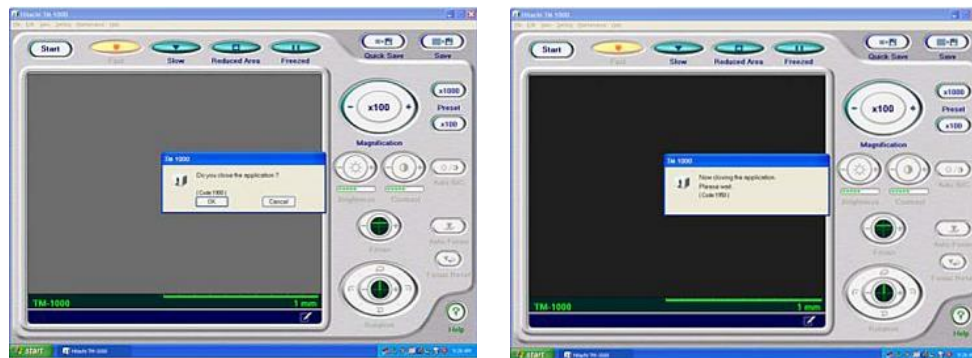 Hitachi TM-1000
Start
Fast
Slow
Reduced Area
Freezed
Quick Save
Save
x100
x1000
Preset
x100
Magnification
Brightness
Contrast
Auto B/C
TM 1000
Do you close the application ?
OK
Cancel
Focus
Auto Focus
Focus Reset
Rotation
TM-1000
1 mm
Help
start
Hitachi TM-1000
Hitachi TM-1000
Start
Fast
Slow
Reduced Area
Freezed
Quick Save
Save
x100
x1000
Preset
x100
Magnification
Brightness
Contrast
Auto B/C
TM 1000
Now closing the application.
Please wait.
Focus
Auto Focus
Focus Reset
Rotation
TM-1000
1 mm
Help
start
Hitachi TM-1000